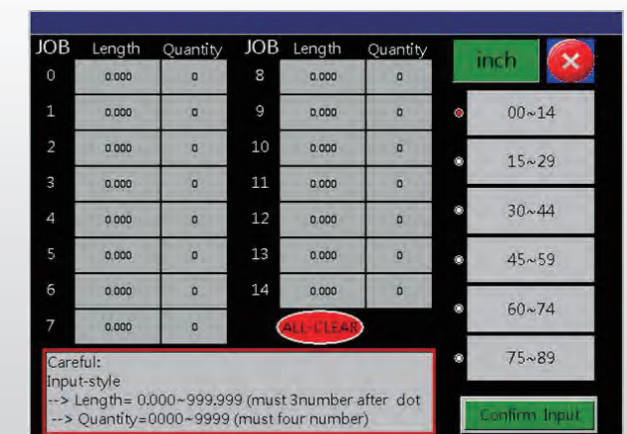 JOB Length Quantity JOB Length Quantity inch
0 0.000 0 8 0.000 0
1 0.000 0 9 0.000 0 00~14
2 0.000 0 10 0.000 0 15~29
3 0.000 0 11 0.000 0
4 0.000 0 12 0.000 0 30~44
5 0.000 0 13 0.000 0 45~59
6 0.000 0 14 0.000 0 60~74
7 0.000 0 ALL-CLEAR
75~89
Careful:
Input-style
--> Length= 0.000~999.999 (must 3number after dot
--> Quantity=0000~9999 (must four number)
Confirm Input